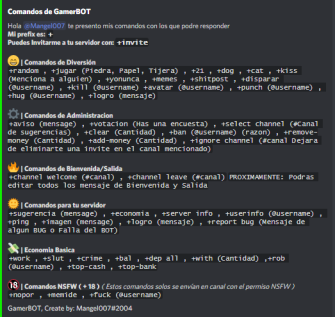 Comandos de GamerBOT
Hola @Mangel007 te presento mis comandos con los que podre responder
Mi prefix es: +
Puedes Invitarme a tu servidor con: +invite
| Comandos de Diversión
+random , +jugar (Piedra, Papel, Tijera) , +21 , +dog , +cat , +kiss
(Menciona a alguien) , +yonunca , +memes , +shitpost , +disparar
(@username) , +kill (@username) +avatar (@username) , +punch (@username) ,
+hug (@username) , +logro (mensaje)
| Comandos de Administracion
+aviso (mensaje) , +votacion (Has una encuesta) , +select channel (#Canal
de sugerencias) , +clear (Cantidad) , +ban (@username) (razon) , +remove-
money (Cantidad) , +add-money (Cantidad) , +ignore channel (#canal Dejara
de eliminarte una invite en el canal mencionado)
| Comandos de Bienvenida/Salida
+channel welcome (#canal) , +channel leave (#canal) PROXIMAMENTE: Podras
editar todos los mensaje de Bienvenida y Salida
| Comandos para tu servidor
+sugerencia (mensaje) , +economia , +server info , +userinfo (@username) ,
+ping , +imagen (mensaje) , +logro (mensaje) , +report bug (Mensaje de
algun BUG o Falla del BOT)
| Economia Basica
+work , +slut , +crime , +bal , +dep all , +with (Cantidad) , +rob
(@username) , +top-cash , +top-bank
18 | Comandos NSFW ( +18 ) (Estos comandos solos se envian con el permiso NSFW )
+nopor , +memide , +fuck (@username)
GamerBOT, Create by: Mangel007#2004